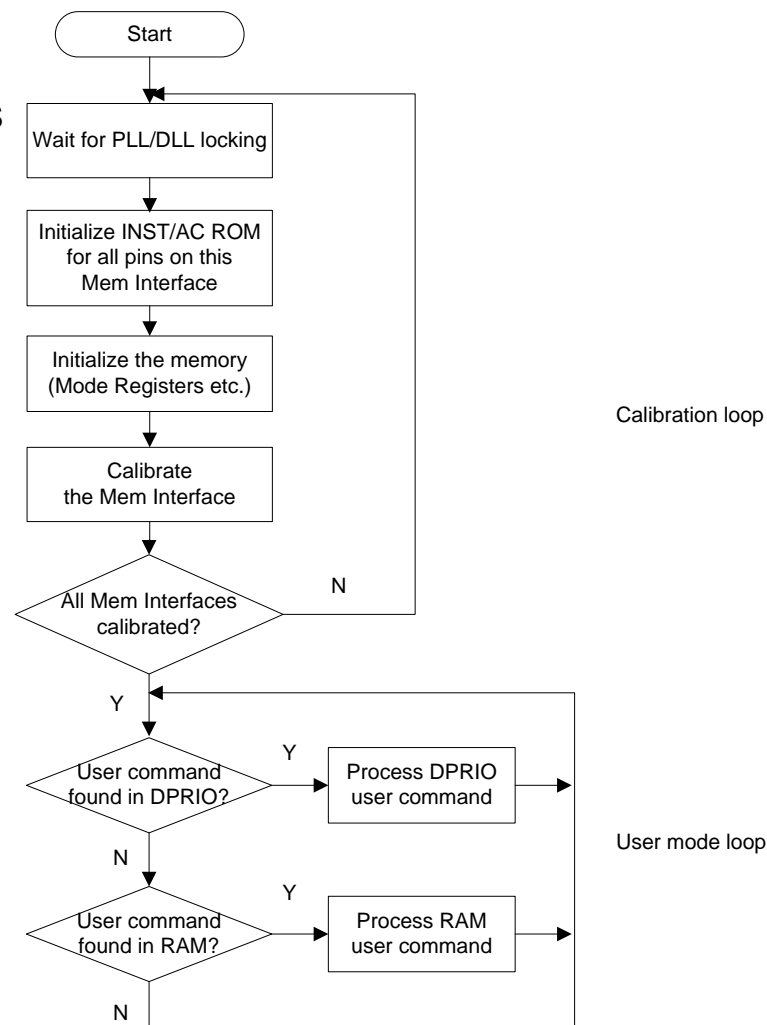 Start
s
Wait for PLL/DLL locking
Initialize INST/AC ROM
for all pins on this
Mem Interface
Initialize the memory
(Mode Registers etc.)
Calibration loop
Calibrate
the Mem Interface
All Mem Interfaces
calibrated?
N
Y
User command
found in DPRIO?
Y
Process DPRIO
user command
User mode loop
N
User command
found in RAM?
Y
Process RAM
user command
N